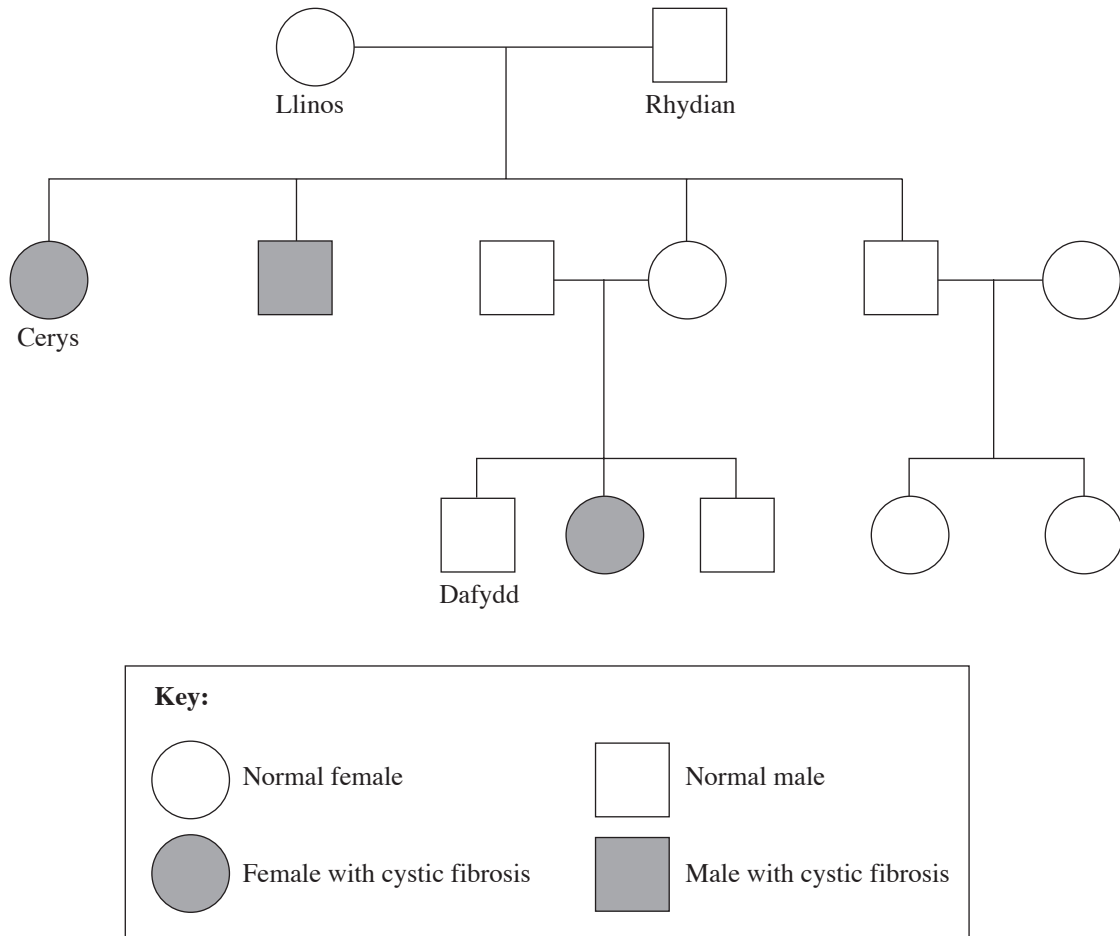 Llinos
Rhydian
Cerys
Dafydd
Key:
Normal female
Normal male
Female with cystic fibrosis
Male with cystic fibrosis